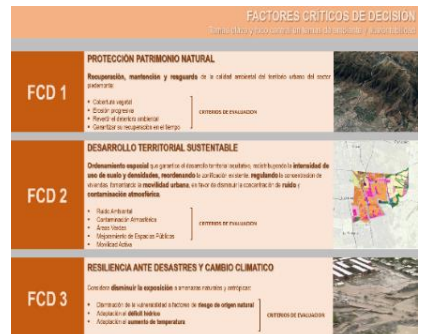 FACTORES CRÍTICOS DE DECISIÓN
FCD 1
PROTECCIÓN PATRIMONIO NATURAL
Recuperación, mantención y resguardo de la calidad ambiental del territorio urbano del sector
precordillerano:
Cobertura vegetal
Erosión progresiva
Revertir el deterioro ambiental
Garantizar su recuperación en el tiempo
CRITERIOS DE EVALUACIÓN
FCD 2
DESARROLLO TERRITORIAL SUSTENTABLE
Ordenamiento espacial que garantice el desarrollo territorial equitativo, redistribuyendo la intensidad de
uso de suelo y densidades, reordenando la zonificación existente, regulando la concentración de
viviendas, fomentando la movilidad urbana, en favor de disminuir la concentración de ruido y
contaminación atmosférica.
Ruido Ambiental
Contaminación Atmosférica
Áreas Verdes
Mejoramiento de Espacios Públicos
Movilidad Activa
CRITERIOS DE EVALUACIÓN
FCD 3
RESILIENCIA ANTE DESASTRES Y CAMBIO CLIMATICO
Considera disminuir la exposición a amenazas naturales y antrópicas:
Disminución de la vulnerabilidad a factores de riesgo de origen natural
Adaptación al déficit hídrico
Adaptación al aumento de temperatura
CRITERIOS DE EVALUACIÓN